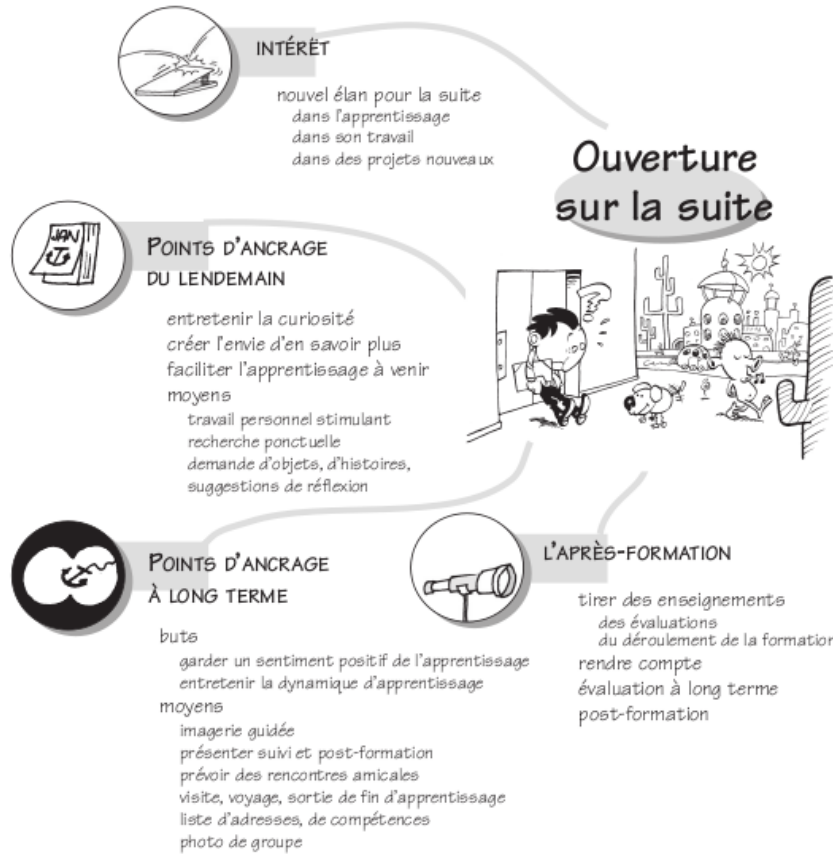 INTÉRÊT
nouvel élan pour la suite
dans l'apprentissage
dans son travail
dans des projets nouveaux
Ouverture
sur la suite
JAN
POINTS D'ANCRAGE
DU LENDEMAIN
entretenir la curiosité
créer l'envie d'en savoir plus
faciliter l'apprentissage à venir
moyens
travail personnel stimulant
recherche ponctuelle
demande d'objets, d'histoires,
suggestions de réflexion
POINTS D'ANCRAGE
À LONG TERME
buts
garder un sentiment positif de l'apprentissage
entretenir la dynamique d'apprentissage
moyens
imagerie guidée
présenter suivi et post-formation
prévoir des rencontres amicales
visite, voyage, sortie de fin d'apprentissage
liste d'adresses, de compétences
photo de groupe
L'APRÈS-FORMATION
tirer des enseignements
des évaluations
du déroulement de la formation
rendre compte
évaluation à long terme
post-formation